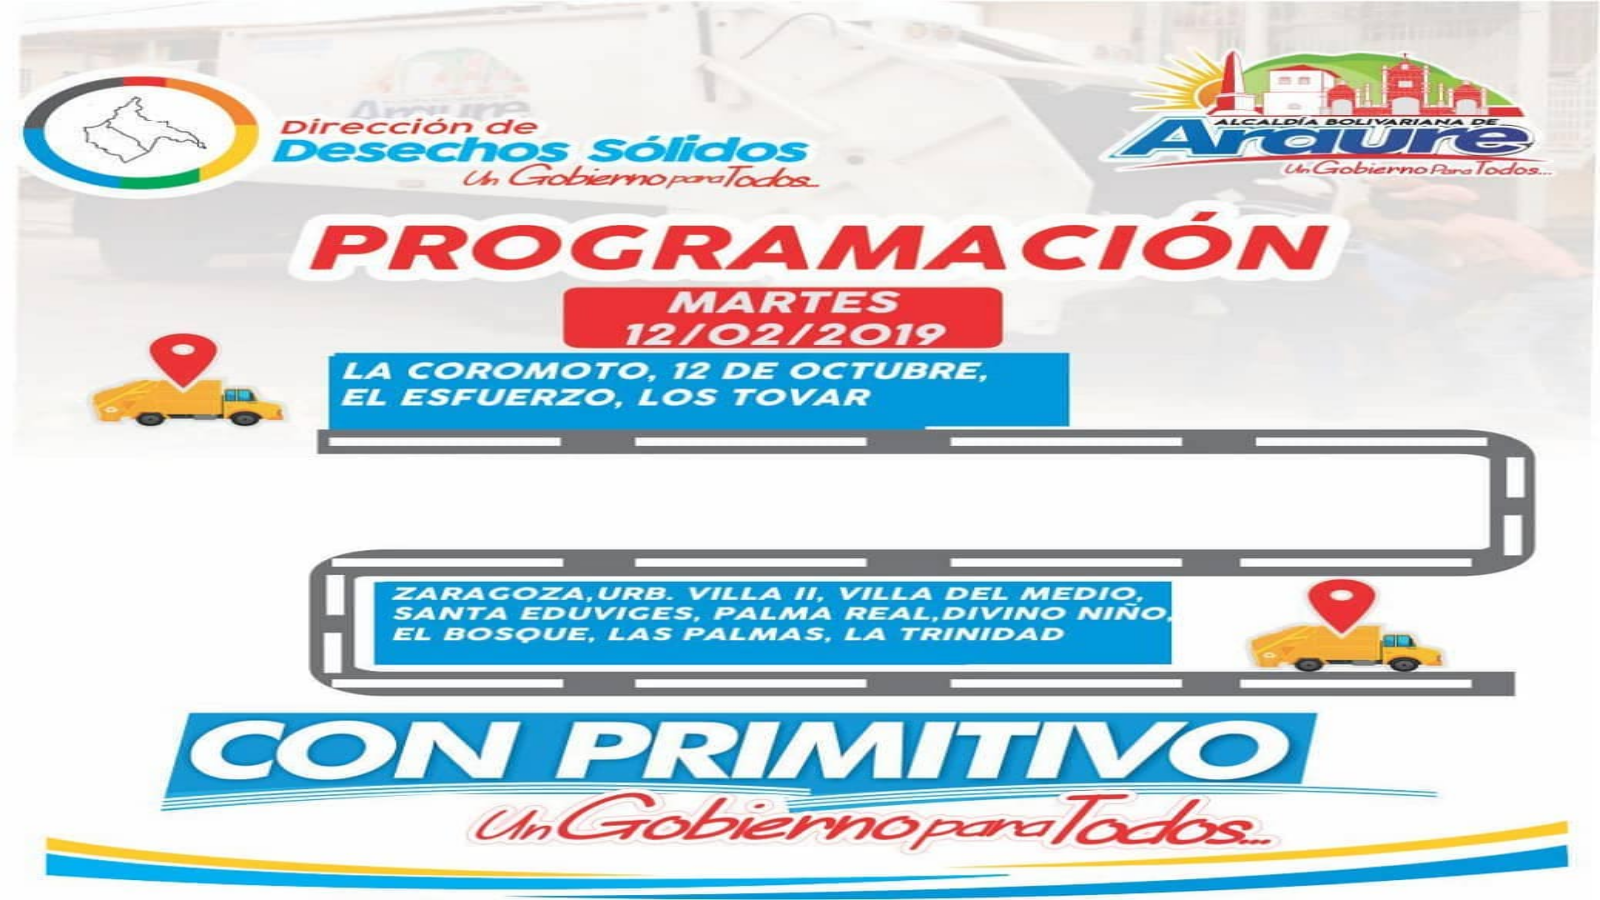 Dirección de
Desechos Sólidos
Un Gobierno para Todos...
Araure
ALCALDÍA BOLIVARIANA DE
Araure
Un Gobierno Para Todos...
PROGRAMACIÓN
MARTES
12/02/2019
LA COROMOTO, 12 DE OCTUBRE,
EL ESFUERZO, LOS TOVAR
ZARAGOZA,URB. VILLA II, VILLA DEL MEDIO,
SANTA EDUVIGES, PALMA REAL,DIVINO NIÑO,
EL BOSQUE, LAS PALMAS, LA TRINIDAD
CON PRIMITIVO
Un Gobierno para Todos...